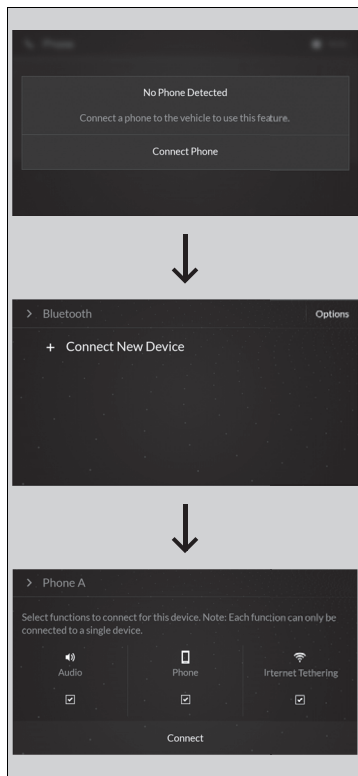 No Phone Detected
Connect a phone to the vehicle to use this feature.
Connect Phone
> Bluetooth Options
+ Connect New Device
> Phone A
Select functions to connect for this device. Note: Each function can only be
connected to a single device.
Audio Phone Internet Tethering
Connect